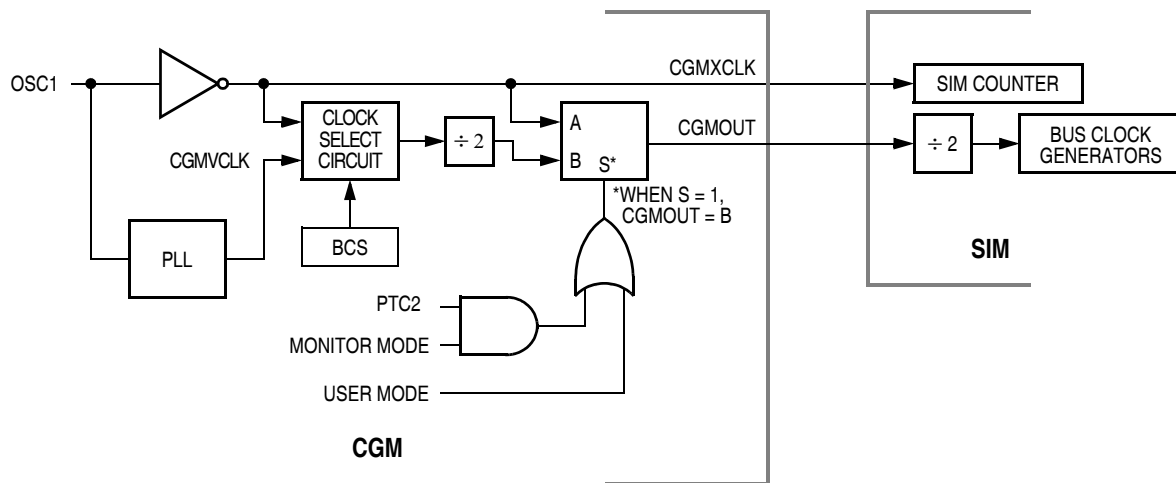 OSC1
CGMXCLK
SIM COUNTER
CLOCK
SELECT
CIRCUIT
÷ 2
A
B
S*
CGMOUT
÷ 2
BUS CLOCK
GENERATORS
CGMVCLK
*WHEN S = 1,
CGMOUT = B
PLL
BCS
SIM
PTC2
MONITOR MODE
USER MODE
CGM